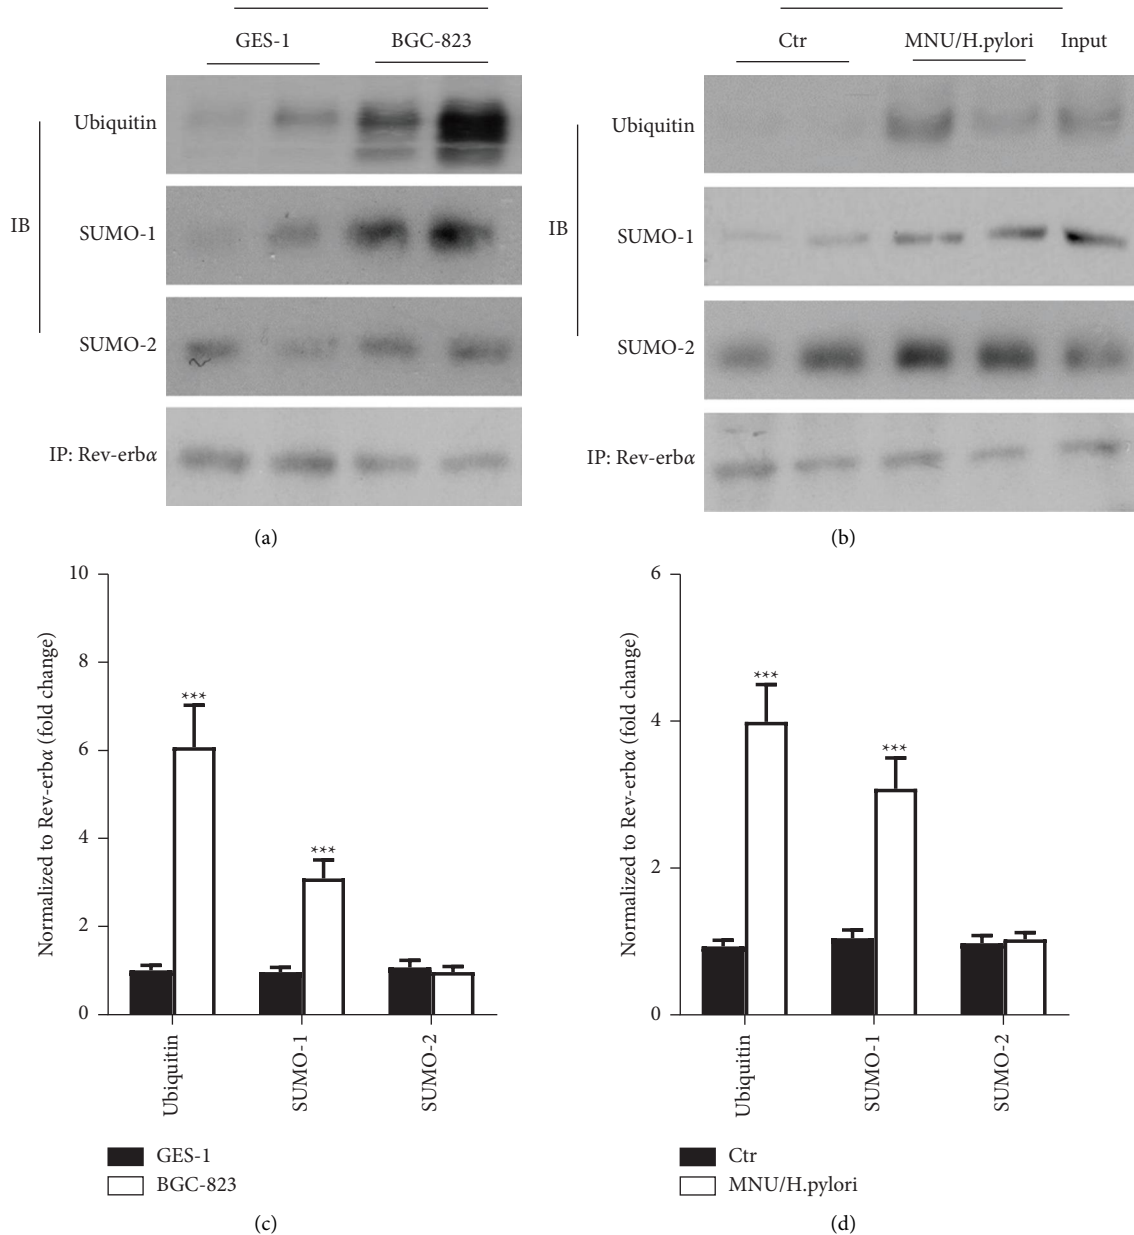 GES-1 BGC-823
Ubiquitin
SUMO-1
SUMO-2
IP: Rev-erbα
IB
(a)
Ctr MNU/H.pylori Input
Ubiquitin
SUMO-1
SUMO-2
IP: Rev-erbα
IB
(b)
Normalized to Rev-erbα (fold change)
10
8
6
4
2
0
***
***
Ubiquitin
SUMO-1
SUMO-2
GES-1
BGC-823
(c)
Normalized to Rev-erbα (fold change)
6
4
2
0
***
***
Ubiquitin
SUMO-1
SUMO-2
Ctr
MNU/H.pylori
(d)